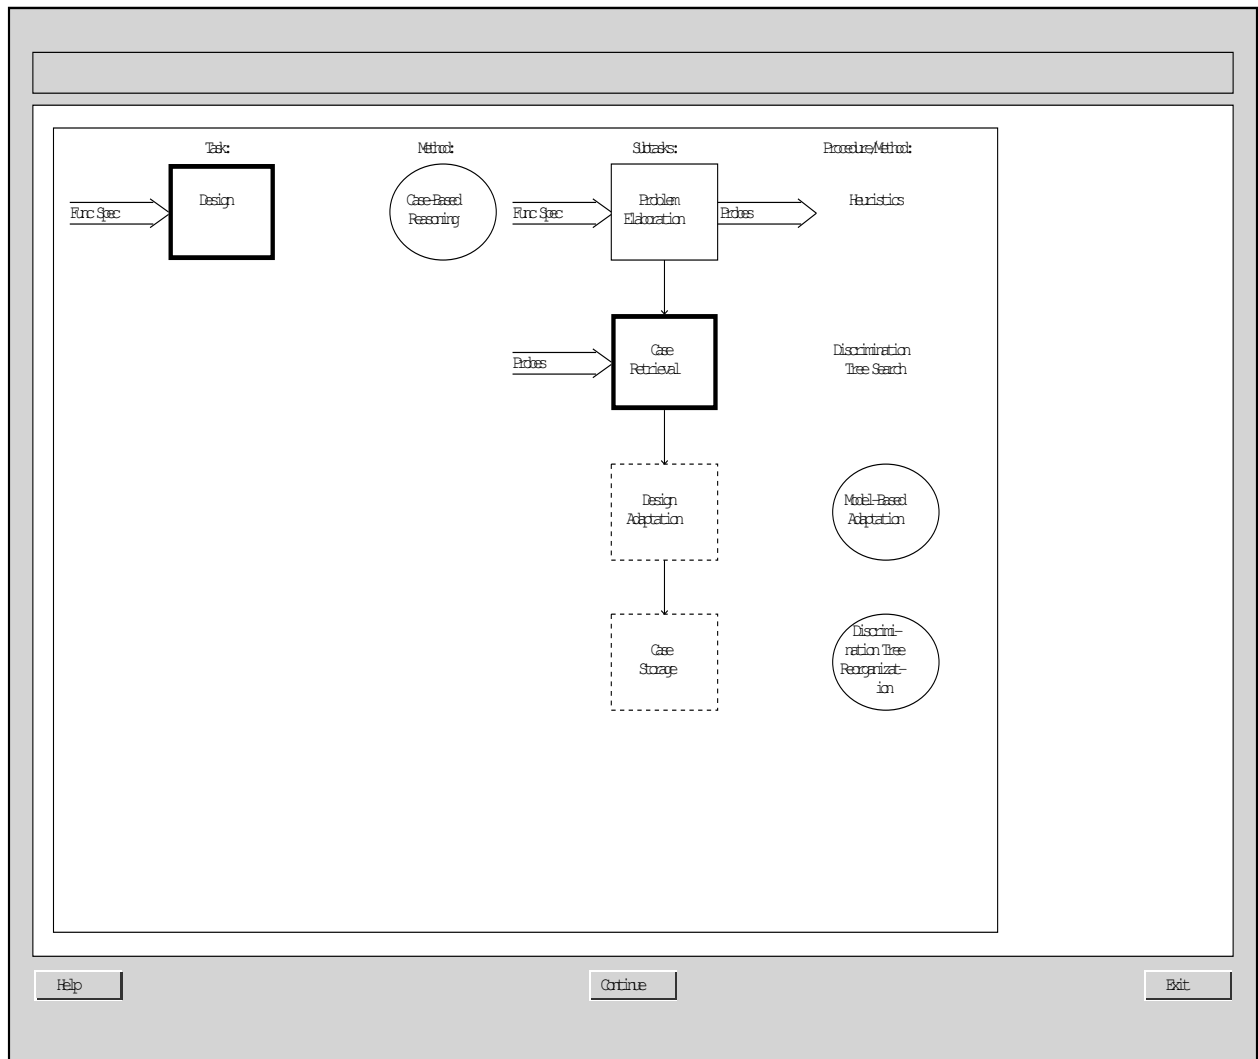 Task:
Method:
Subtasks:
Procedure/Method:
Func Spec
Design
Case-Based
Reasoning
Func Spec
Problem
Elaboration
Probes
Heuristics
Probes
Case
Retrieval
Discrimination
Tree Search
Design
Adaptation
Model-Based
Adaptation
Case
Storage
Discrimi-
nation Tree
Reorganizat-
ion
Help
Continue
Exit